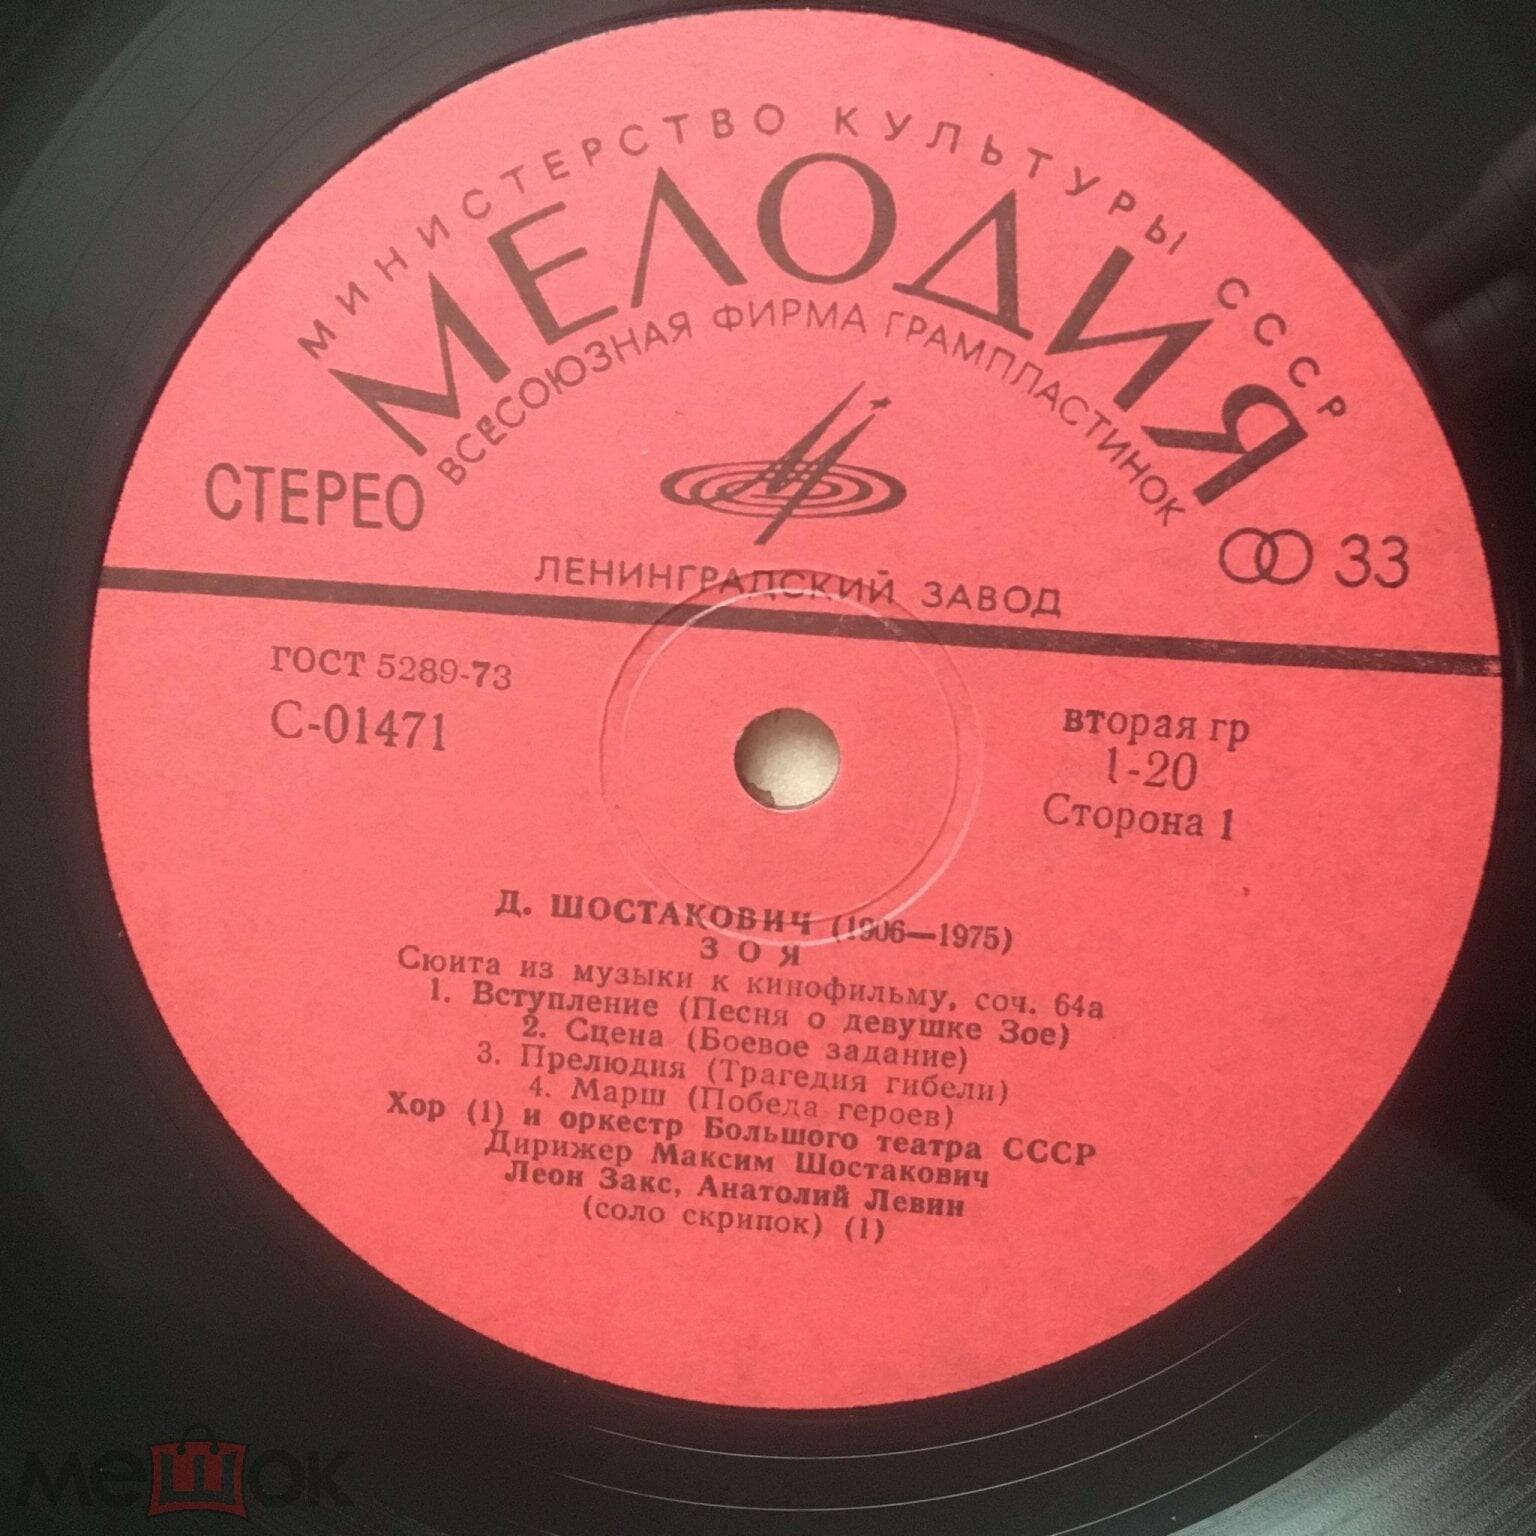 МИНИСТЕРСТВО КУЛЬТУРЫ СССР
МЕЛОДИЯ
ВСЕСОЮЗНАЯ ФИРМА ГРАМПЛАСТИНОК
СТЕРЕО
33
ЛЕНИНГРАДСКИЙ ЗАВОД
ГОСТ 5289-73
С-01471
вторая гр
1-20
Сторона 1
Д. ШОСТАКОВИЧ (1906—1975)
ЗОЯ
Сюита из музыки к кинофильму, соч. 64а
1. Вступление (Песня о девушке Зое)
2. Сцена (Боевое задание)
3. Прелюдия (Трагедия гибели)
4. Марш (Победа героев)
Хор (1) и оркестр Большого театра СССР
Дирижер Максим Шостакович
Леон Закс, Анатолий Левин
(соло скрипок) (1)
мешок